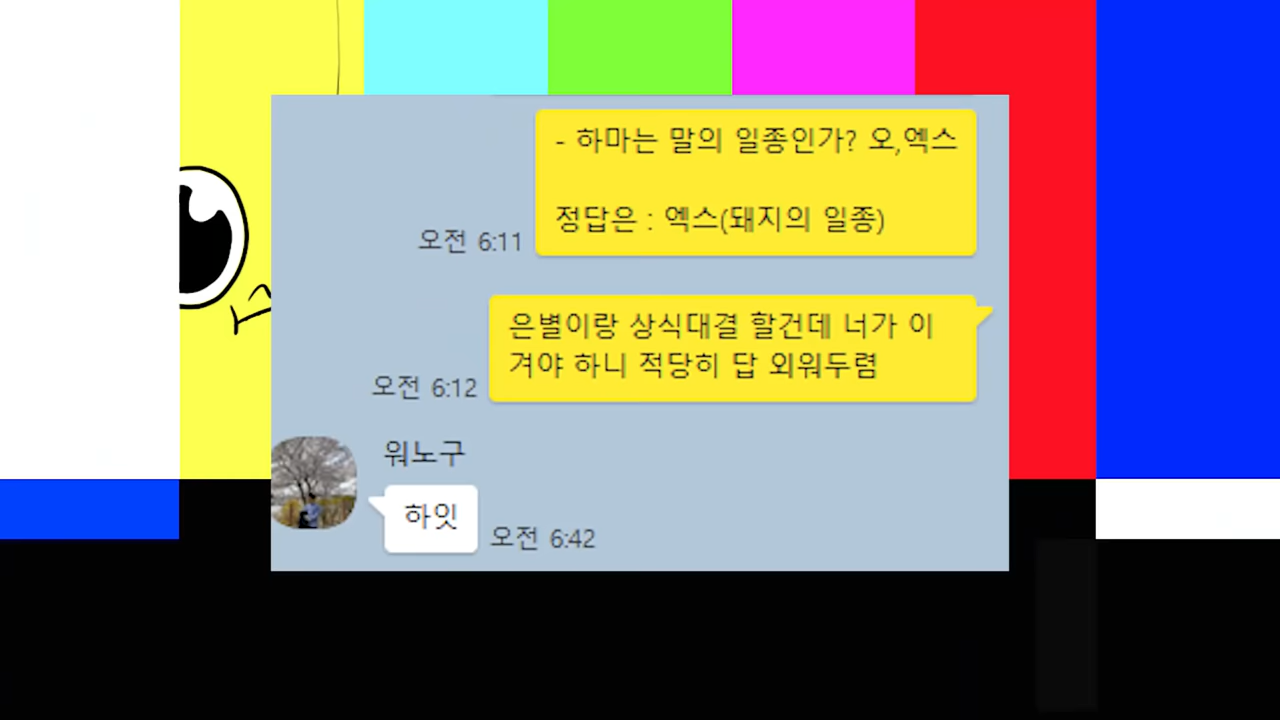 - 하마는 말의 일종인가? 오,엑스
정답은 : 엑스(돼지의 일종)
오전 6:11
은별이랑 상식대결 할건데 너가 이
겨야 하니 적당히 답 외워두렴
오전 6:12
워노구
하잇
오전 6:42